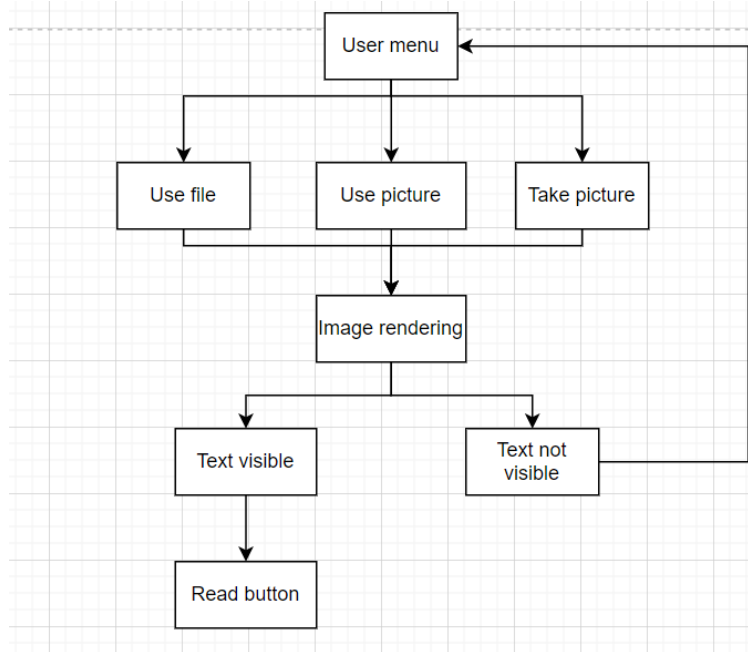 User menu
Use file
Use picture
Take picture
Image rendering
Text visible
Text not
visible
Read button